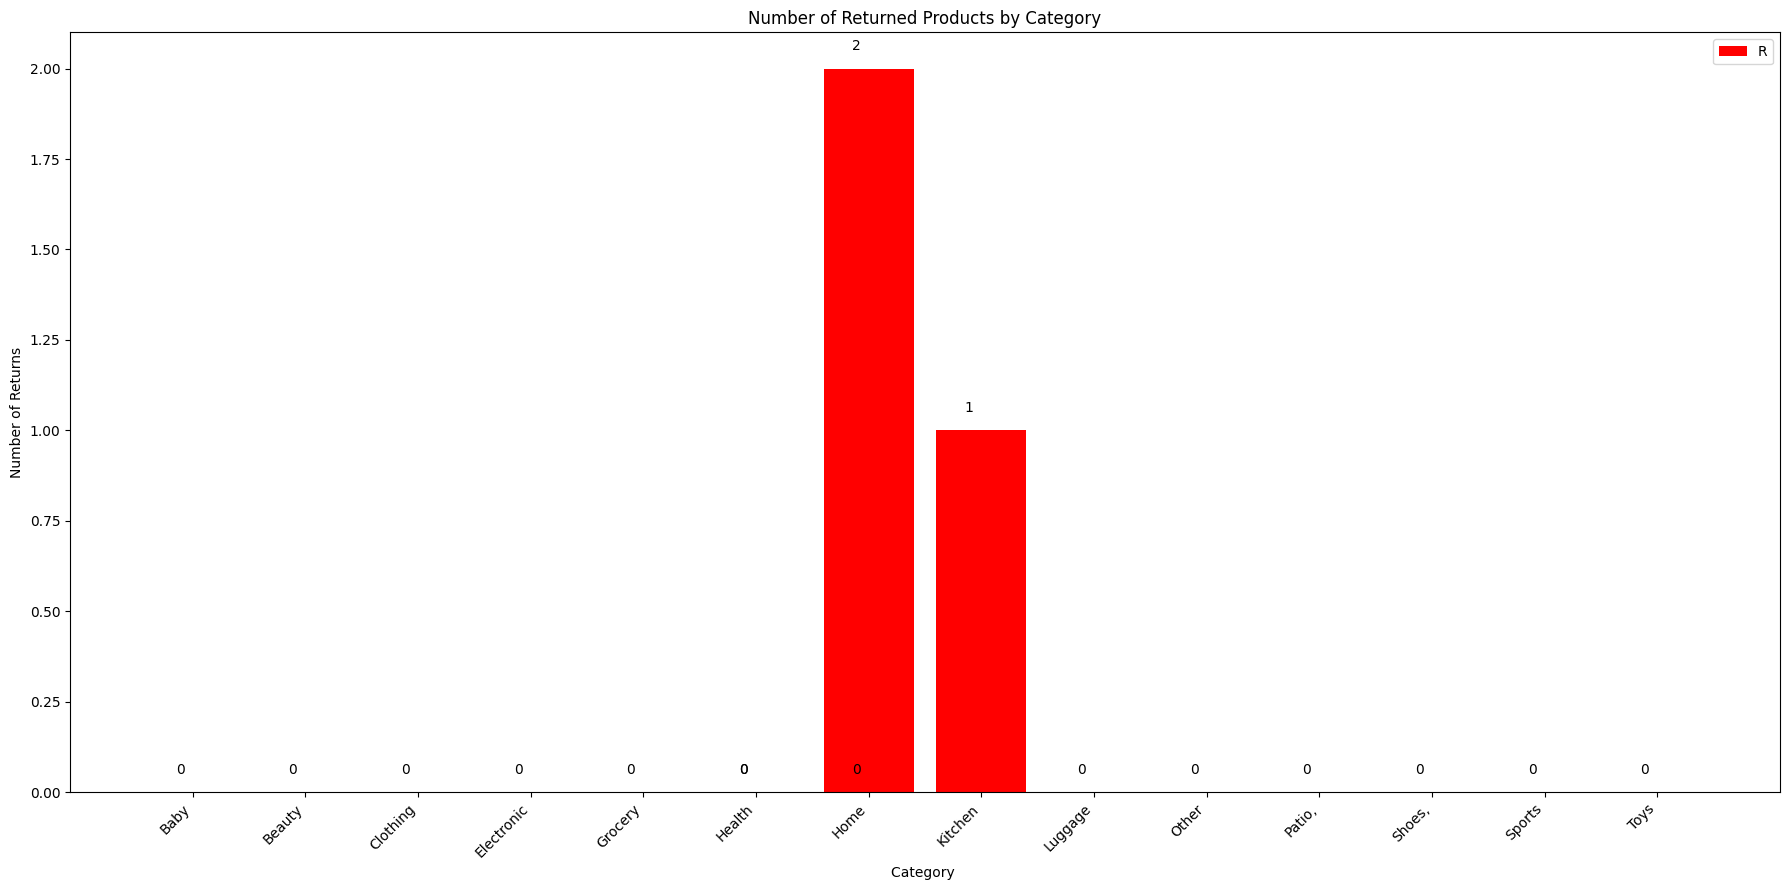 Number of Returned Products by Category
R
Number of Returns
2.00
1.75
1.50
1.25
1.00
0.75
0.50
0.25
0.00
2
1
0 0 0 0 0 0 0 0 0 0 0 0 0
Baby Beauty Clothing Electronic Grocery Health Home Kitchen Luggage Other Patio, Shoes, Sports Toys
Category